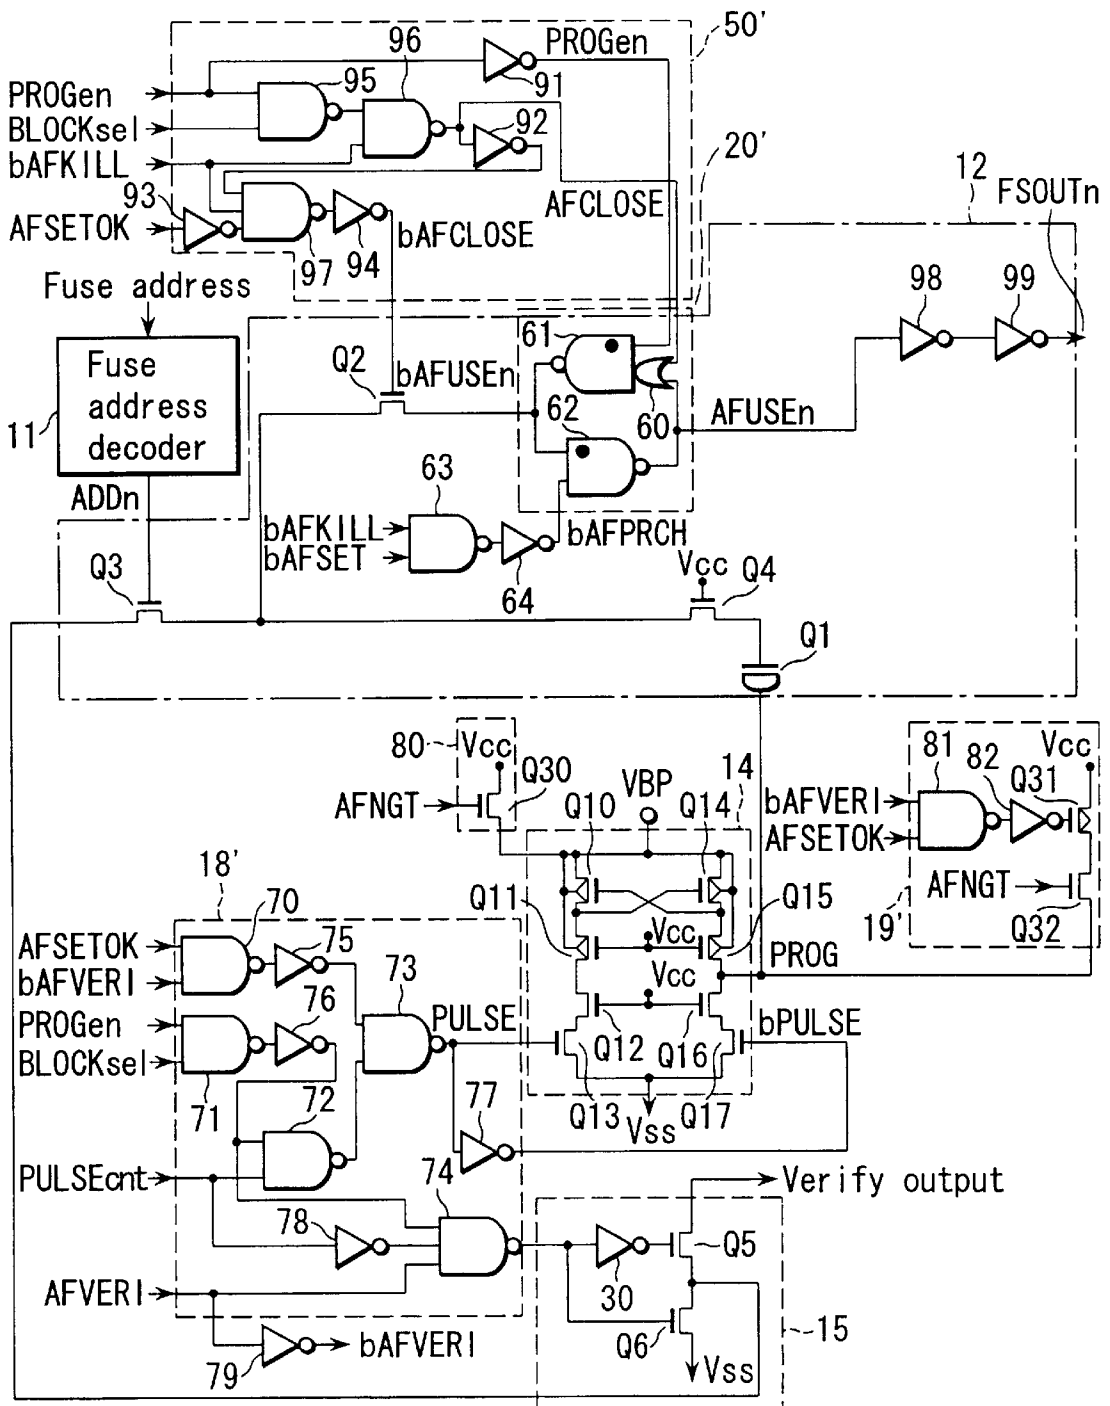 50'
96
PROGen
95
91
PROGen
92
BLOCKsel
20'
bAFKILL
12
FSOUTn
93
AFCLOSE
AFSETOK
bAFCLOSE
97
94
Fuse address
98
99
61
Q2
bAFUSEn
Fuse
address
decoder
11
62
60
AFUSEn
63
ADDn
bAFKILL
bAFSET
bAFPRCH
Q3
Vcc
Q4
64
Q1
80
Vcc
81
82
Vcc
VBP
14
Q30
Q31
AFNGT
Q10
Q14
bAFVERI
AFSETOK
18'
Q11
Q15
AFNGT
70
19'
Q32
AFSETOK
75
Vcc
PROG
bAFVERI
73
Vcc
76
PROGen
PULSE
bPULSE
BLOCKsel
Q12
Q16
71
72
77
Q13
Vss
Q17
PULSEcnt
74
Verify output
78
Q5
AFVERI
30
Q6
15
bAFVERI
79
Vss